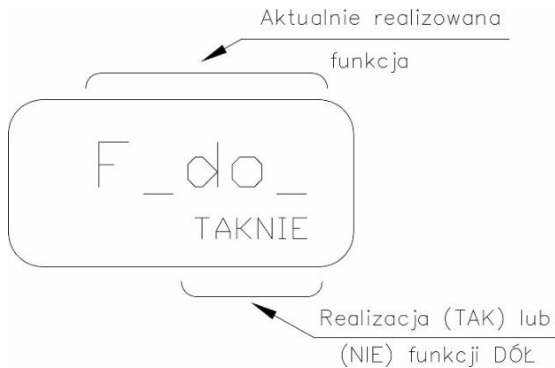 Aktualnie realizowana
funkcja
F_do_
TAKNIE
Realizacja (TAK) lub
(NIE) funkcji DÓŁ